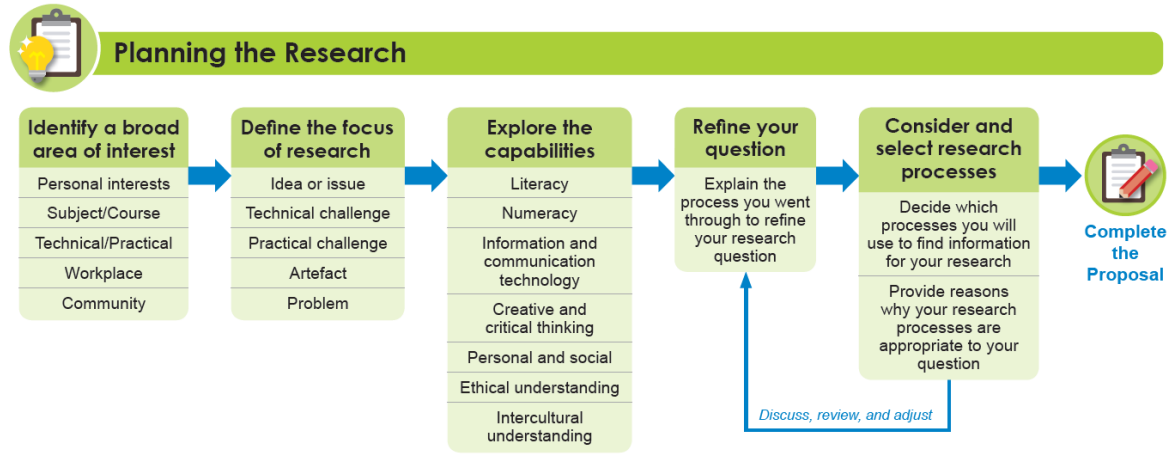 Planning the Research
Identify a broad
area of interest
Personal interests
Subject/Course
Technical/Practical
Workplace
Community
Define the focus
of research
Idea or issue
Technical challenge
Practical challenge
Artefact
Problem
Explore the
capabilities
Literacy
Numeracy
Information and
communication
technology
Creative and
critical thinking
Personal and social
Ethical understanding
Intercultural
understanding
Refine your
question
Explain the
process you went
through to refine
your research
question
Consider and
select research
processes
Decide which
processes you will
use to find information
for your research
Provide reasons
why your research
processes are
appropriate to your
question
Discuss, review, and adjust
Complete
the
Proposal